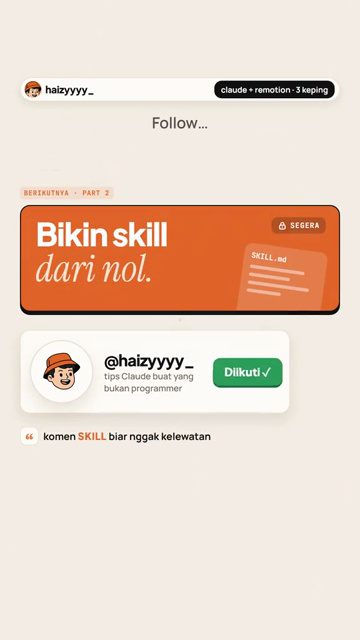 haizyyyy_
claude + remotion · 3 keping
Follow...
BERIKUTNYA · PART 2
Bikin skill
dari nol.
SEGERA
SKILL.md
@haizyyyy_
tips Claude buat yang
bukan programmer
Diikuti ✓
“ komen SKILL biar nggak kelewatan